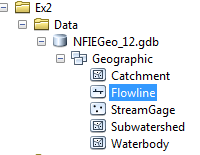 Ex2
Data
NFIEGeo_12.gdb
Geographic
Catchment
Flowline
StreamGage
Subwatershed
Waterbody